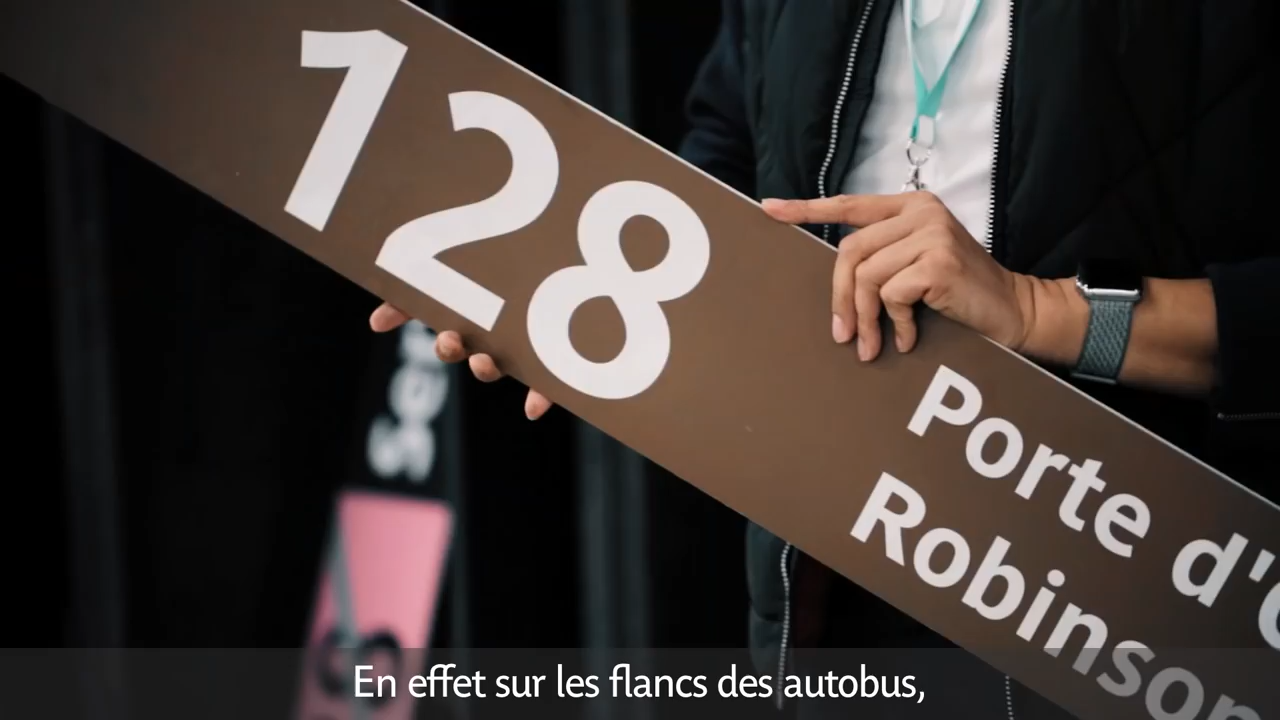 128
Porte d'
Robinson
En effet sur les flancs des autobus,